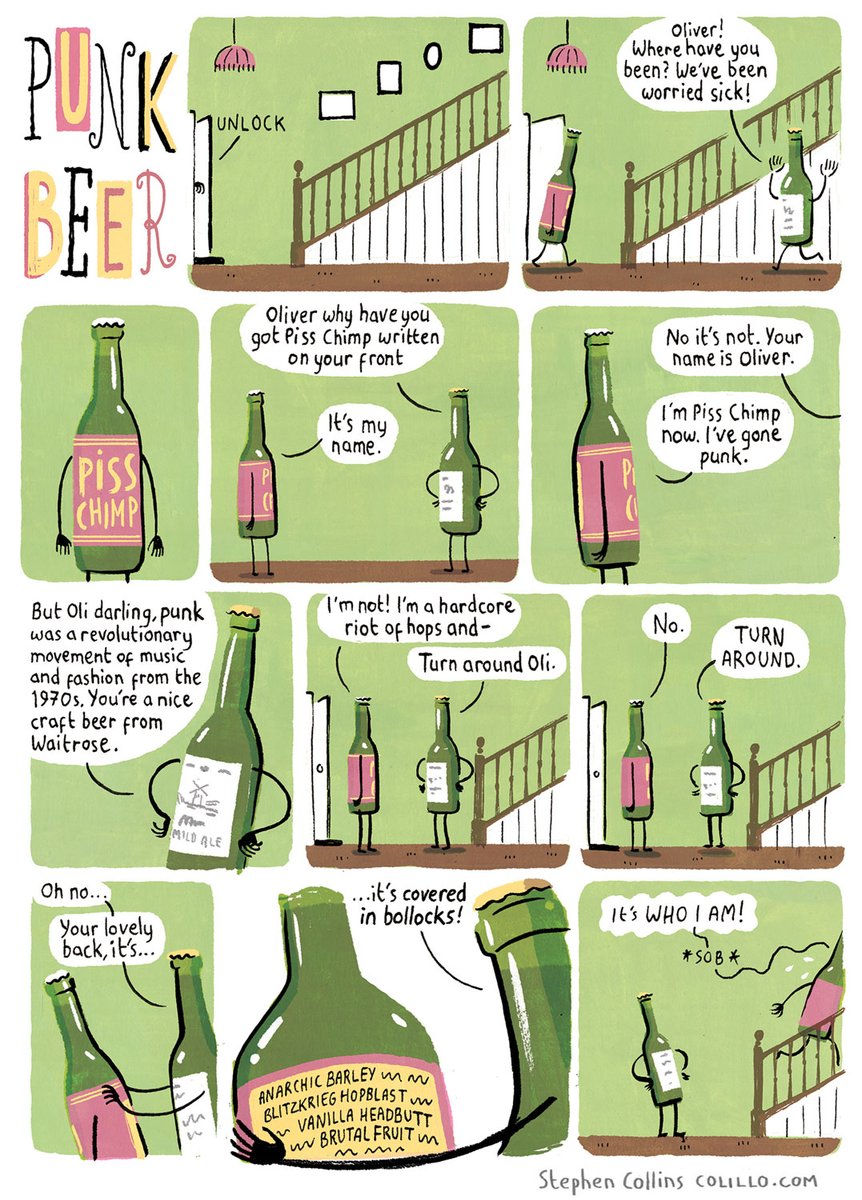 PUNK
BEER
UNLOCK
Oliver!
Where have you
been? We've been
worried sick!
PISS
CHIMP
Oliver why have you
got Piss Chimp written
on your front
It's my
name.
No it's not. Your
name is Oliver.
I'm Piss Chimp
now. I've gone
punk.
But Oli darling, punk
was a revolutionary
movement of music
and fashion from the
1970s. You're a nice
craft beer from
Waitrose.
MILD ALE
I'm not! I'm a hardcore
riot of hops and-
Turn around Oli.
No.
TURN
AROUND.
Oh no...
Your lovely
back, it's...
...it's covered
in bollocks!
ANARCHIC BARLEY
BLITZKRIEG HOPBLAST
VANILLA HEADBUTT
BRUTAL FRUIT
It's WHO I AM!
*SOB*
Stephen Collins COLILLO.COM